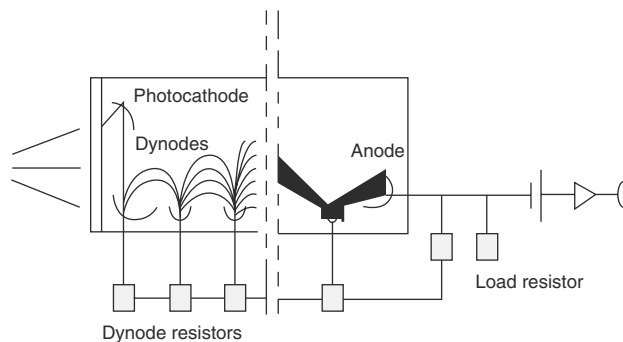 Photocathode
Dynodes
Anode
Load resistor
Dynode resistors